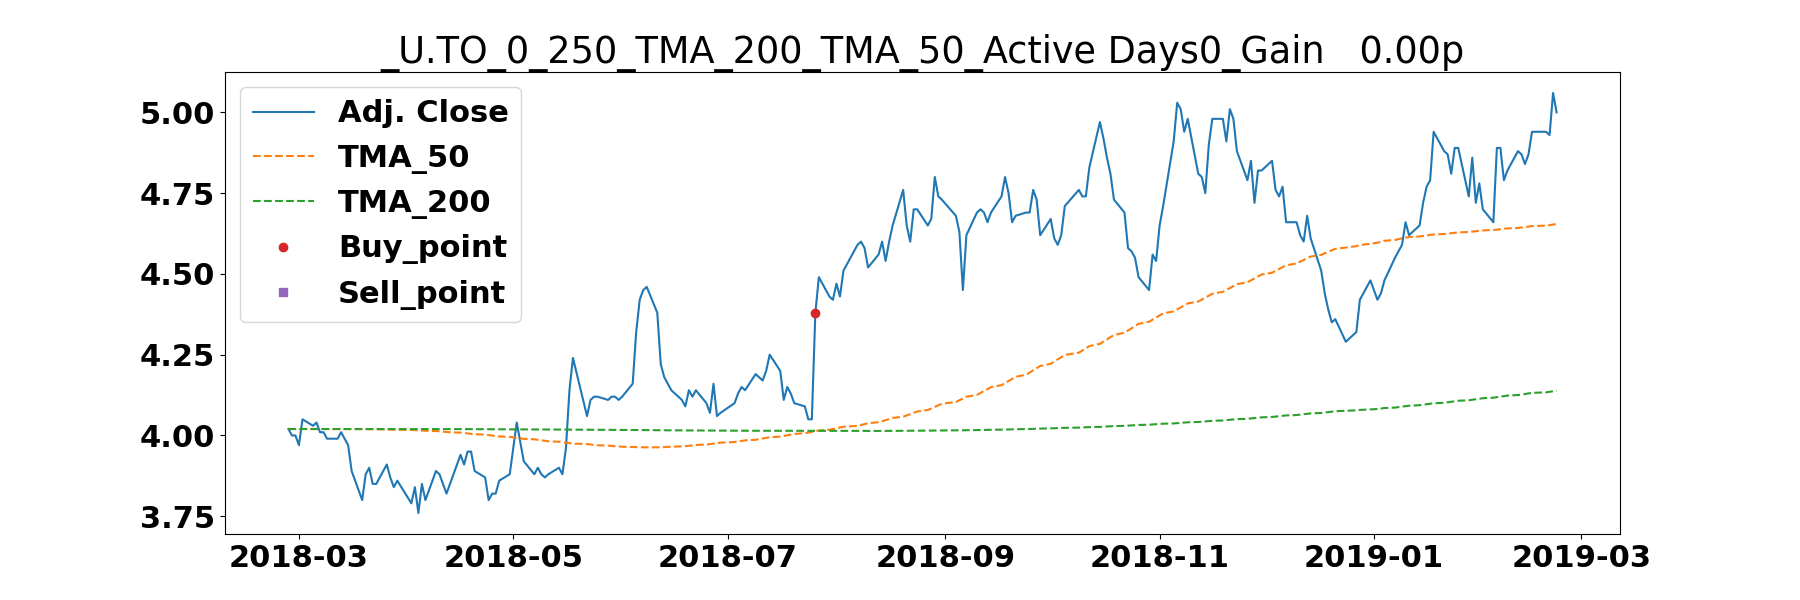 _U.TO_0_250_TMA_200_TMA_50_Active Days0_Gain   0.00p
5.00
4.75
4.50
4.25
4.00
3.75
Adj. Close
TMA_50
TMA_200
Buy_point
Sell_point
2018-03 2018-05 2018-07 2018-09 2018-11 2019-01 2019-03